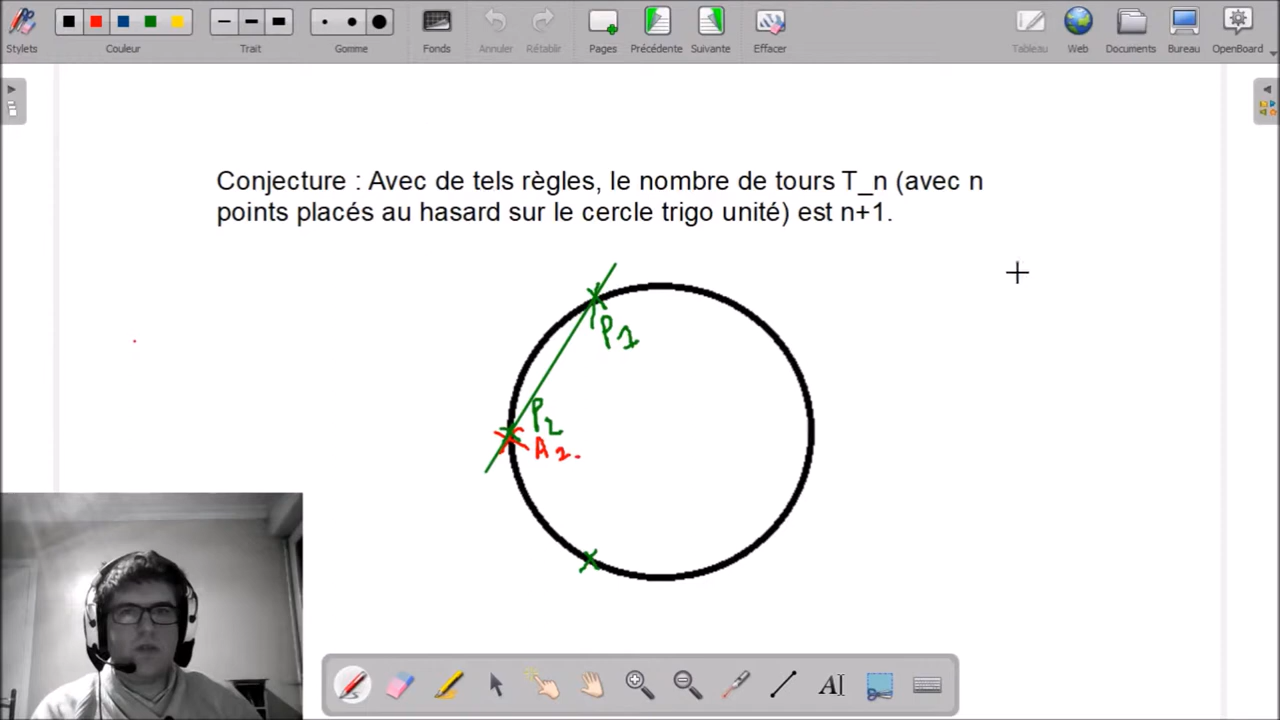 Stylets Couleur Trait Gomme Fonds Annuler Rétablir Pages Précédente Suivante Effacer Tableau Web Documents Bureau OpenBoard
Conjecture : Avec de tels règles, le nombre de tours T_n (avec n
points placés au hasard sur le cercle trigo unité) est n+1.
P1
P2
A2.